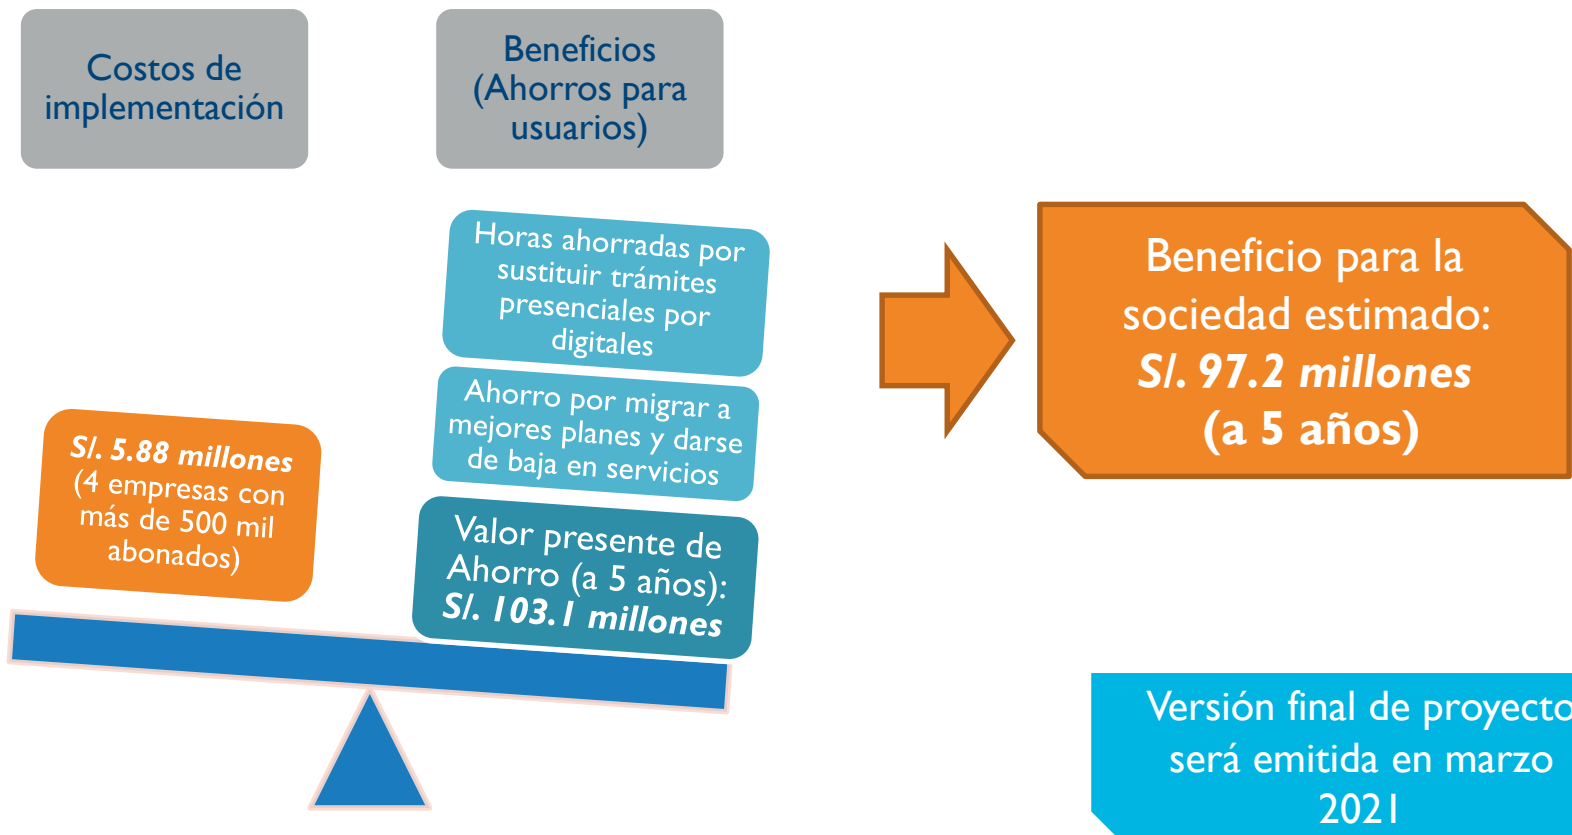 Costos de
implementación
Beneficios
(Ahorros para
usuarios)
Horas ahorradas por
sustituir trámites
presenciales por
digitales
Ahorro por migrar a
mejores planes y darse
de baja en servicios
Valor presente de
Ahorro (a 5 años):
S/. 103.1 millones
S/. 5.88 millones
(4 empresas con
más de 500 mil
abonados)
Beneficio para la
sociedad estimado:
S/. 97.2 millones
(a 5 años)
Versión final de proyecto
será emitida en marzo
2021